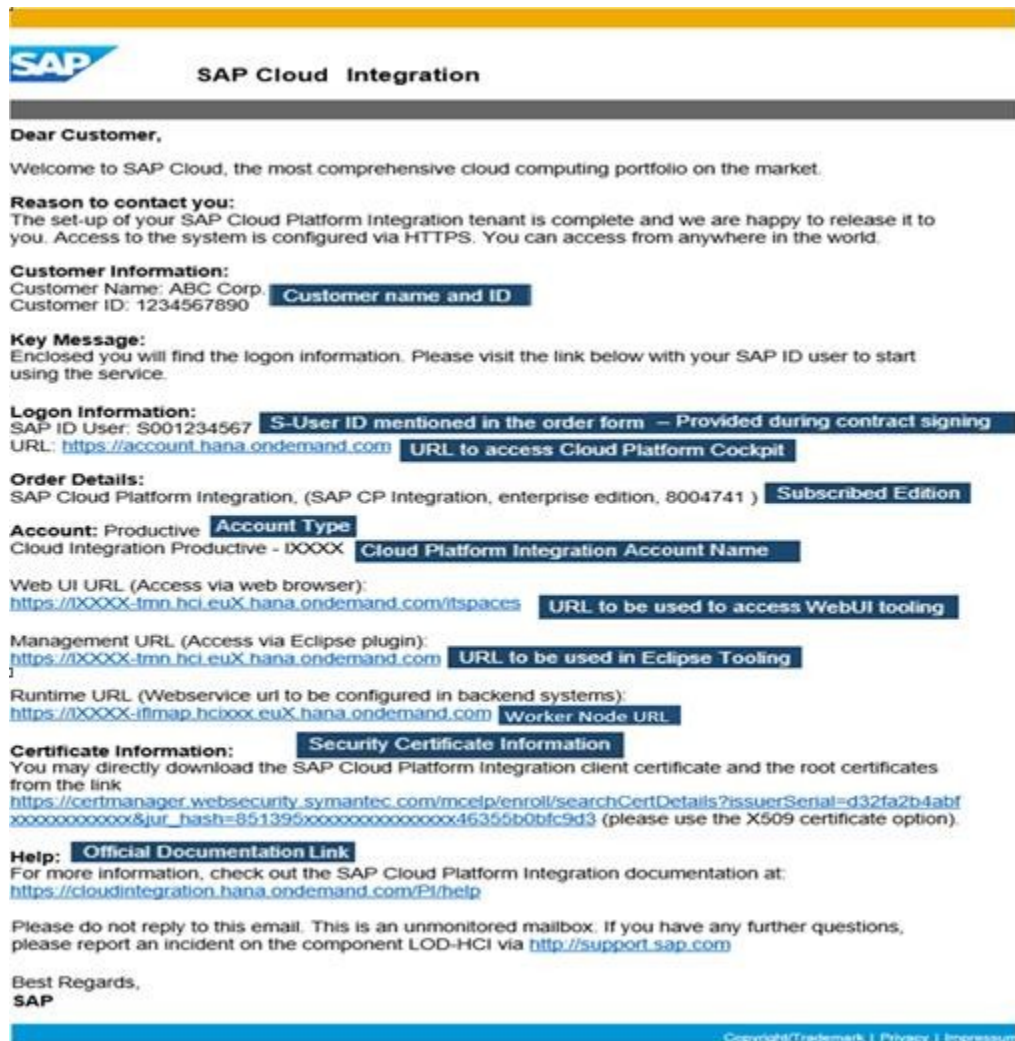 SAP
SAP Cloud Integration
Dear Customer,
Welcome to SAP Cloud, the most comprehensive cloud computing portfolio on the market.
Reason to contact you:
The set-up of your SAP Cloud Platform Integration tenant is complete and we are happy to release it to
you. Access to the system is configured via HTTPS. You can access from anywhere in the world.
Customer Information:
Customer Name: ABC Corp.
Customer name and ID
Customer ID: 1234567890
Key Message:
Enclosed you will find the logon information. Please visit the link below with your SAP ID user to start
using the service.
Logon Information:
SAP ID User: S001234567 S-User ID mentioned in the order form – Provided during contract signing
URL: https://account.hana.ondemand.com URL to access Cloud Platform Cockpit
Order Details:
SAP Cloud Platform Integration, (SAP CP Integration, enterprise edition, 8004741 ) Subscribed Edition
Account: Productive Account Type
Cloud Integration Productive - IXXXX Cloud Platform Integration Account Name
Web UI URL (Access via web browser):
https://IXXXX-tmn.hci.euX.hana.ondemand.com/itspaces URL to be used to access WebUI tooling
Management URL (Access via Eclipse plugin):
https://IXXXX-tmn.hci.euX.hana.ondemand.com URL to be used in Eclipse Tooling
Runtime URL (Webservice url to be configured in backend systems):
https://IXXXX-iflmap.hcixxx.euX.hana.ondemand.com Worker Node URL
Certificate Information: Security Certificate Information
You may directly download the SAP Cloud Platform Integration client certificate and the root certificates
from the link
https://certmanager.websecurity.symantec.com/mcelp/enroll/searchCertDetails?issuerSerial=d32fa2b4abf
xxxxxxxxxxxxx&jur_hash=851395xxxxxxxxxxxxxxxx46355b0bfc9d3 (please use the X509 certificate option).
Help: Official Documentation Link
For more information, check out the SAP Cloud Platform Integration documentation at:
https://cloudintegration.hana.ondemand.com/PI/help
Please do not reply to this email. This is an unmonitored mailbox. If you have any further questions,
please report an incident on the component LOD-HCI via http://support.sap.com
Best Regards,
SAP
Copyright/Trademark | Privacy | Impressum